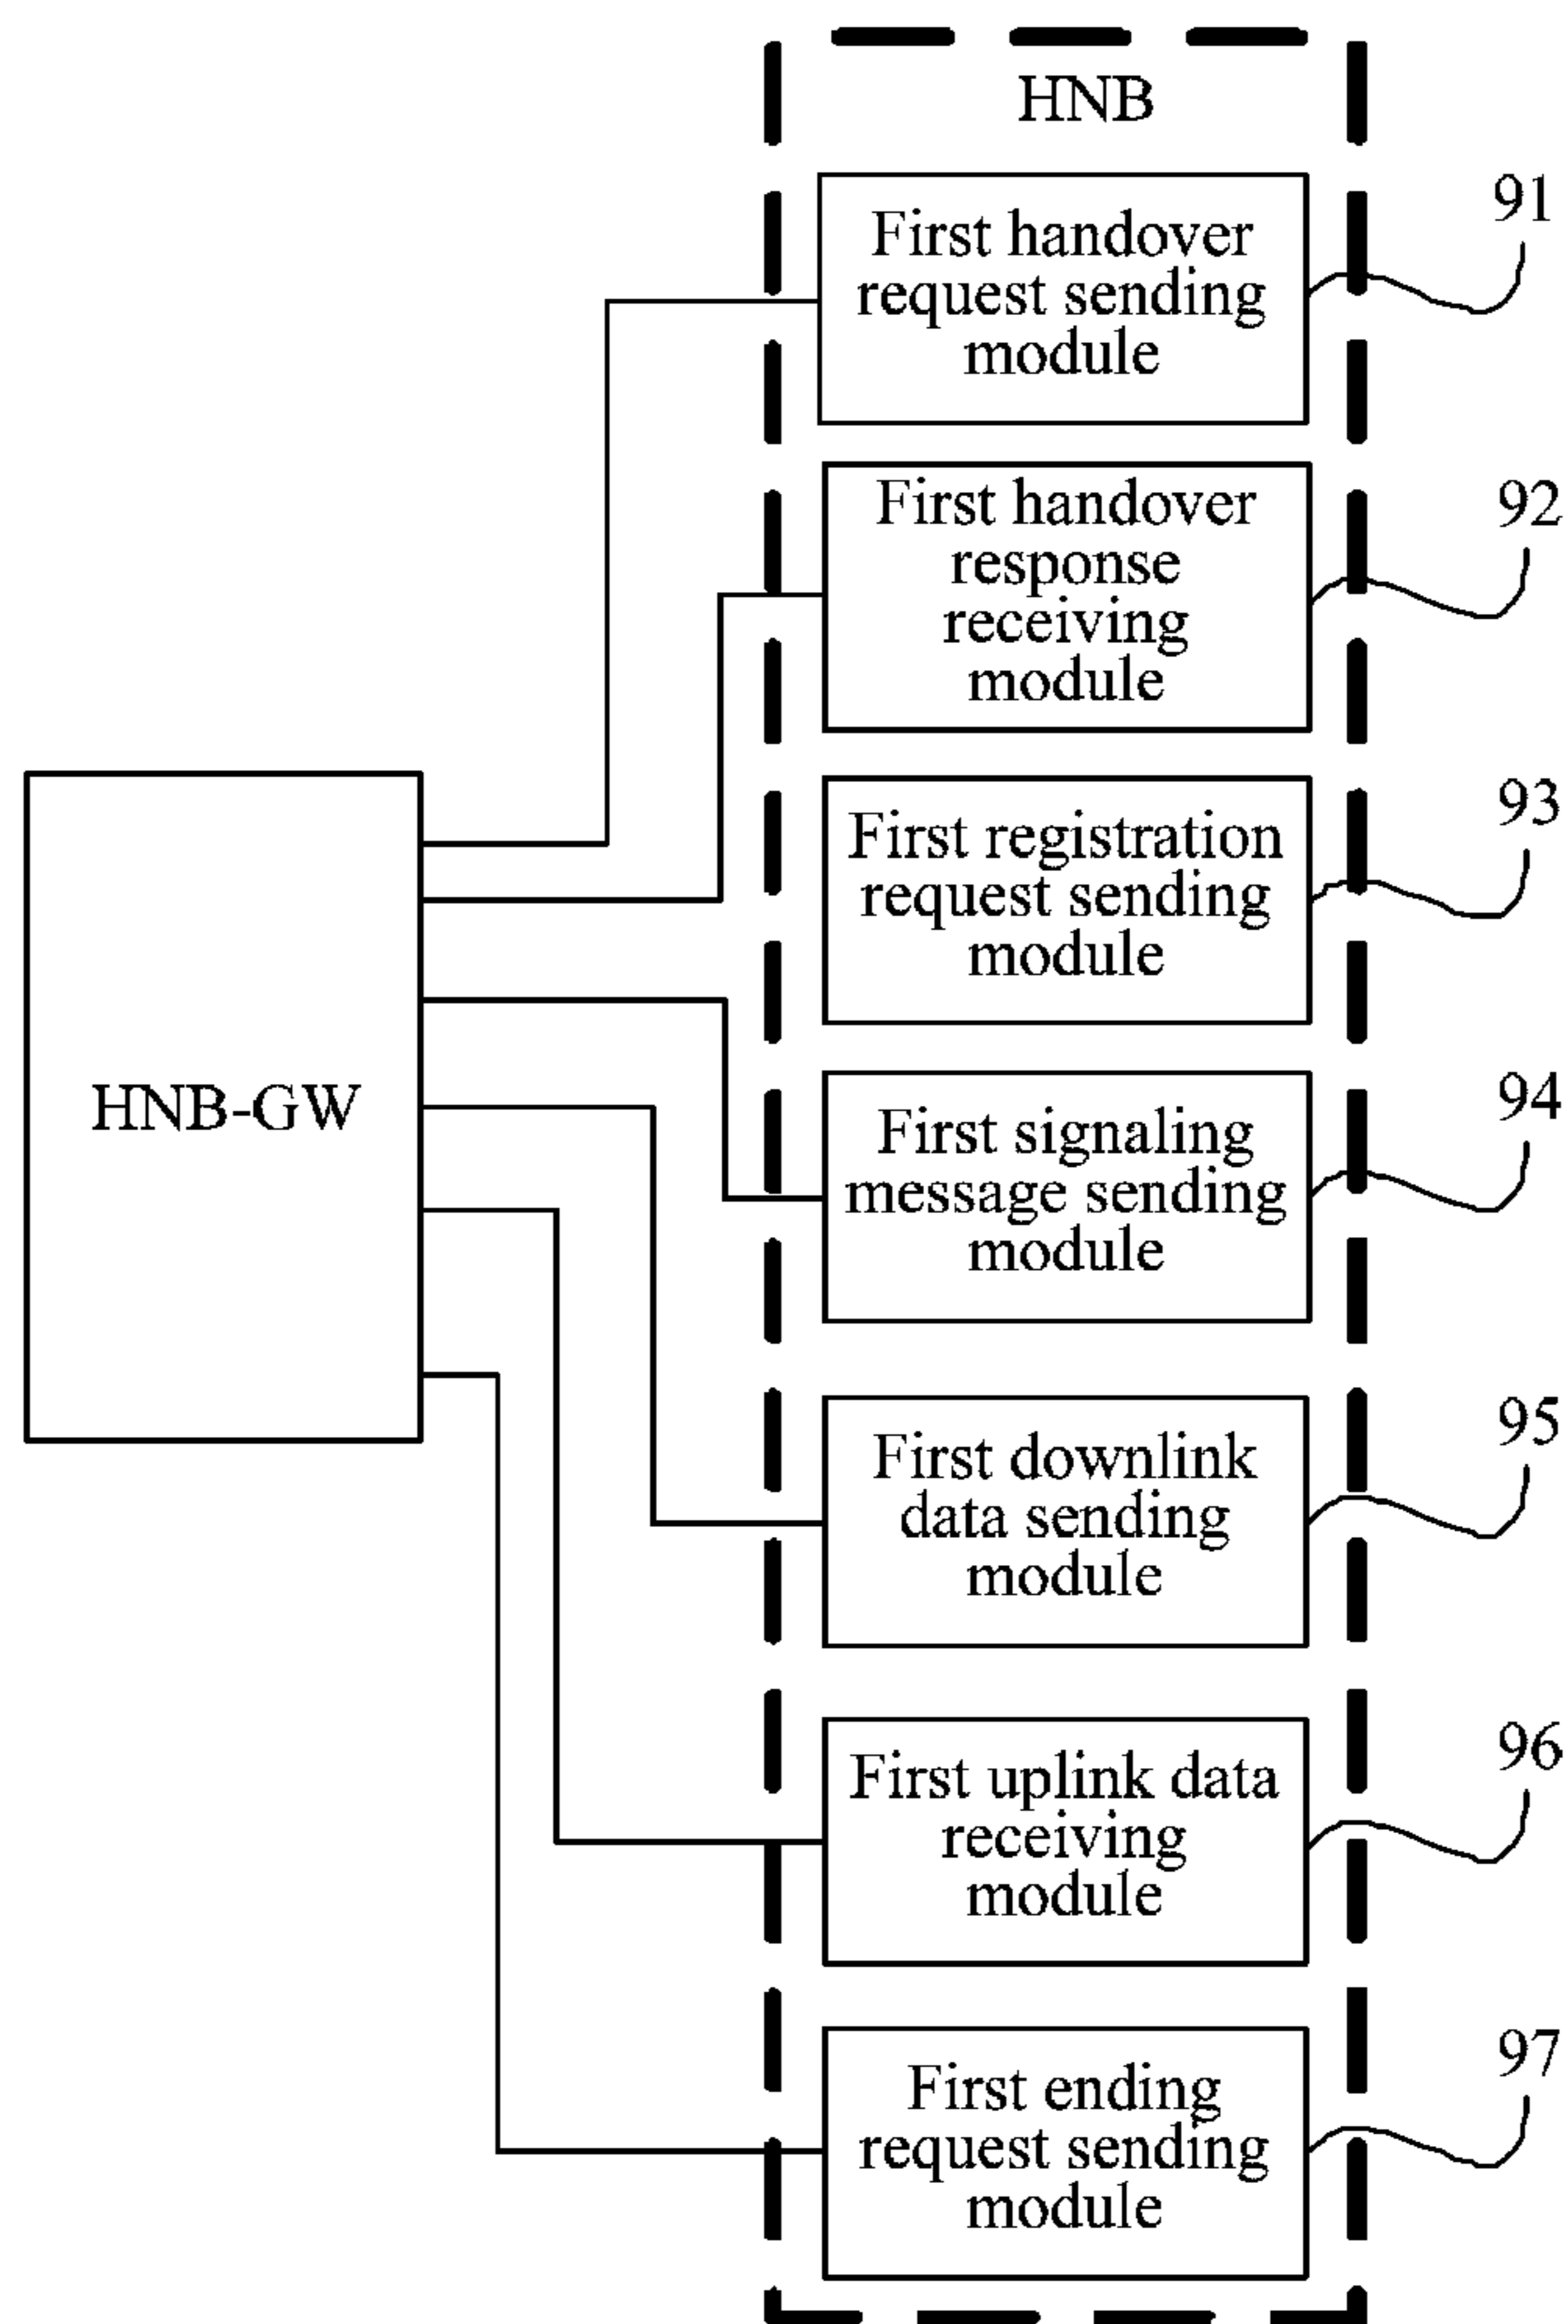 HNB
First handover
request sending
module
91
First handover
response
receiving
module
92
First registration
request sending
module
93
HNB-GW
First signaling
message sending
module
94
First downlink
data sending
module
95
First uplink data
receiving
module
96
First ending
request sending
module
97